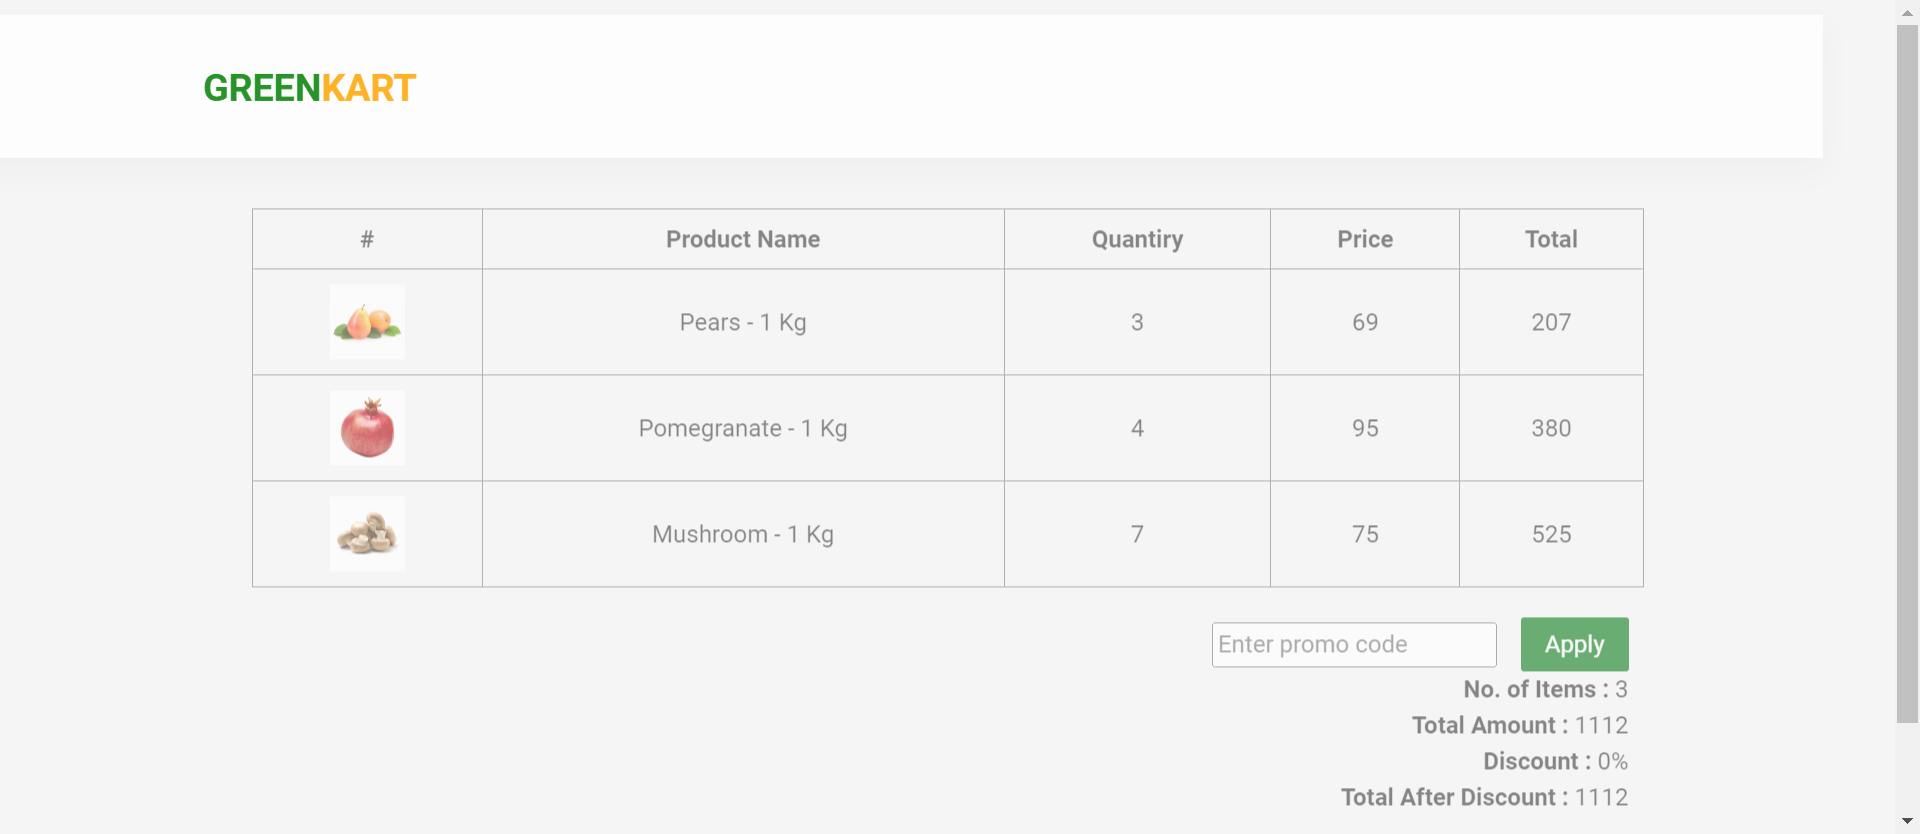 GREENKART
# Product Name Quantiry Price Total
Pears - 1 Kg 3 69 207
Pomegranate - 1 Kg 4 95 380
Mushroom - 1 Kg 7 75 525
Enter promo code Apply
No. of Items : 3
Total Amount : 1112
Discount : 0%
Total After Discount : 1112